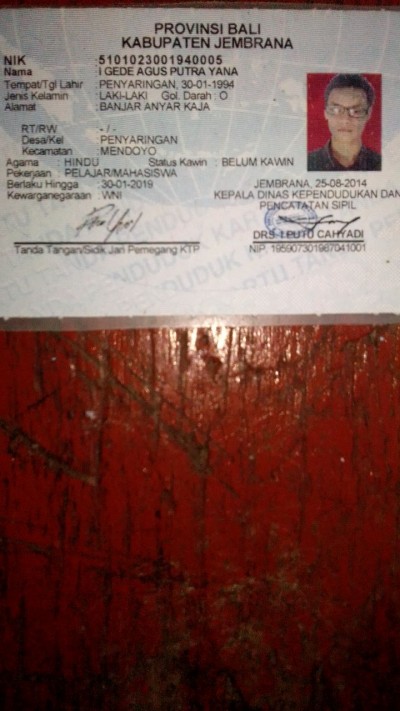 PROVINSI BALI
KABUPATEN JEMBRANA
NIK : 5101023001940005
Nama : I GEDE AGUS PUTRA YANA
Tempat/Tgl Lahir : PENYARINGAN, 30-01-1994
Jenis Kelamin : LAKI-LAKI Gol. Darah : O
Alamat : BANJAR ANYAR KAJA
RT/RW : - / -
Desa/Kel : PENYARINGAN
Kecamatan : MENDOYO
Agama : HINDU Status Kawin : BELUM KAWIN
Pekerjaan : PELAJAR/MAHASISWA
Berlaku Hingga : 30-01-2019
Kewarganegaraan : WNI
JEMBRANA, 25-08-2014
KEPALA DINAS KEPENDUDUKAN DAN
PENCATATAN SIPIL
DRS. I PUTU CAHYADI
NIP. 195907301987041001
Tanda Tangan/Sidik Jari Pemegang KTP